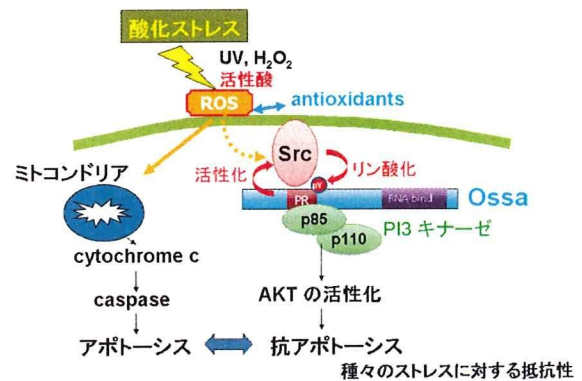 酸化ストレス
UV, H₂O₂
活性酸
ROS
antioxidants
Src
ミトコンドリア
活性化
リン酸化
pY
PR
RNA bind
Ossa
p85
p110
PI3 キナーゼ
cytochrome c
caspase
AKT の活性化
アポトーシス
抗アポトーシス
種々のストレスに対する抵抗性